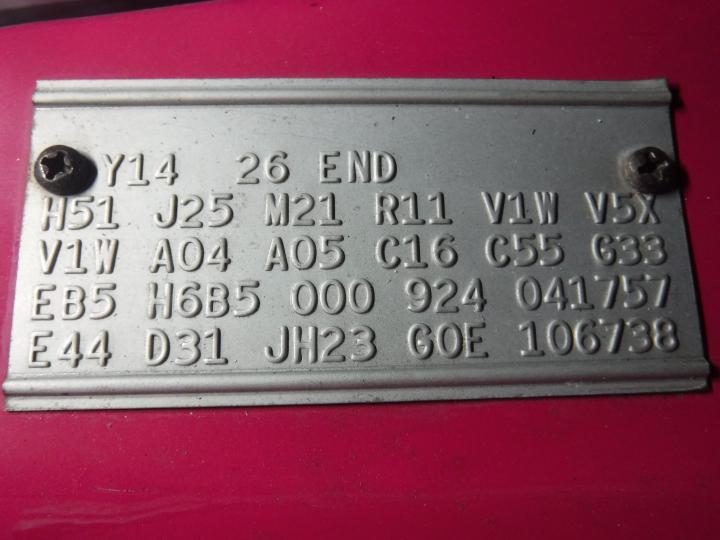 Y14 26 END
H51 J25 M21 R11 V1W V5X
V1W A04 A05 C16 C55 G33
EB5 H6B5 000 924 041757
E44 D31 JH23 G0E 106738